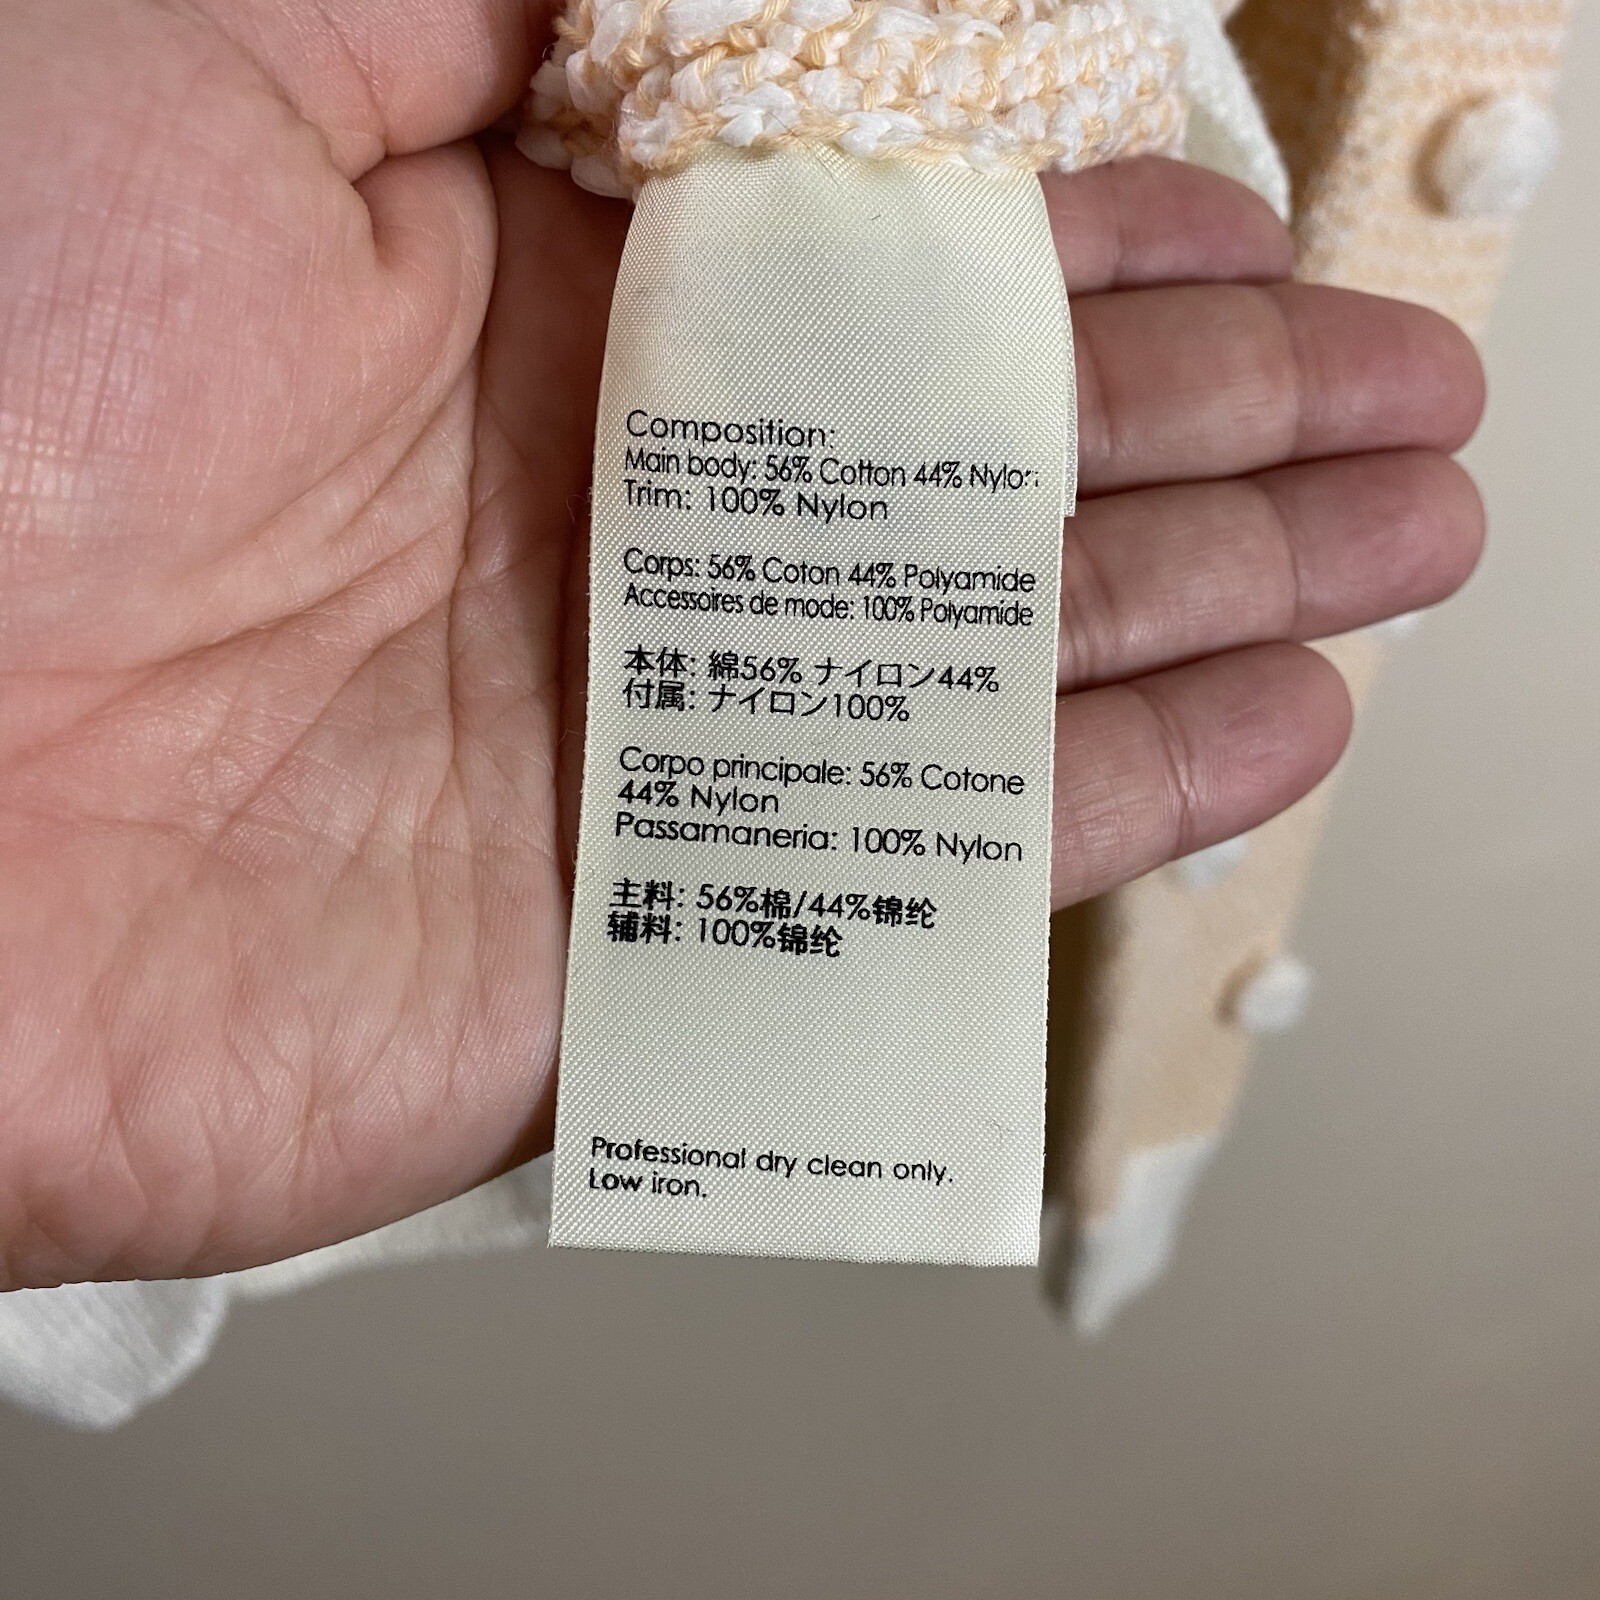 Composition:
Main body: 56% Cotton 44% Nylon
Trim: 100% Nylon
Corps: 56% Coton 44% Polyamide
Accessoires de mode: 100% Polyamide
本体: 綿56% ナイロン44%
付属: ナイロン100%
Corpo principale: 56% Cotone
44% Nylon
Passamaneria: 100% Nylon
主料: 56%棉/44%锦纶
辅料: 100%锦纶
Professional dry clean only.
Low iron.